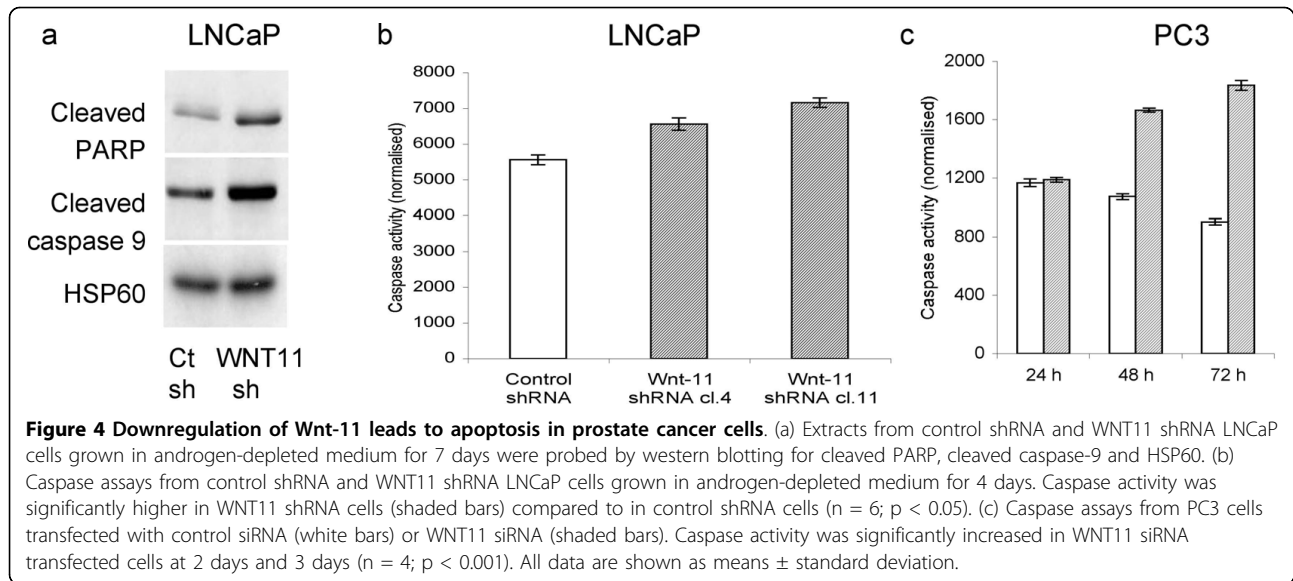 a
LNCaP
Cleaved
PARP
Cleaved
caspase 9
HSP60
Ct WNT11
sh sh
b
LNCaP
Caspase activity (normalised)
8000
7000
6000
5000
4000
3000
2000
1000
0
Control
shRNA
Wnt-11
shRNA cl.4
Wnt-11
shRNA cl.11
c
PC3
Caspase activity (normalised)
2000
1600
1200
800
400
0
24 h 48 h 72 h
Figure 4 Downregulation of Wnt-11 leads to apoptosis in prostate cancer cells. (a) Extracts from control shRNA and WNT11 shRNA LNCaP
cells grown in androgen-depleted medium for 7 days were probed by western blotting for cleaved PARP, cleaved caspase-9 and HSP60. (b)
Caspase assays from control shRNA and WNT11 shRNA LNCaP cells grown in androgen-depleted medium for 4 days. Caspase activity was
significantly higher in WNT11 shRNA cells (shaded bars) compared to in control shRNA cells (n = 6; p < 0.05). (c) Caspase assays from PC3 cells
transfected with control siRNA (white bars) or WNT11 siRNA (shaded bars). Caspase activity was significantly increased in WNT11 siRNA
transfected cells at 2 days and 3 days (n = 4; p < 0.001). All data are shown as means ± standard deviation.